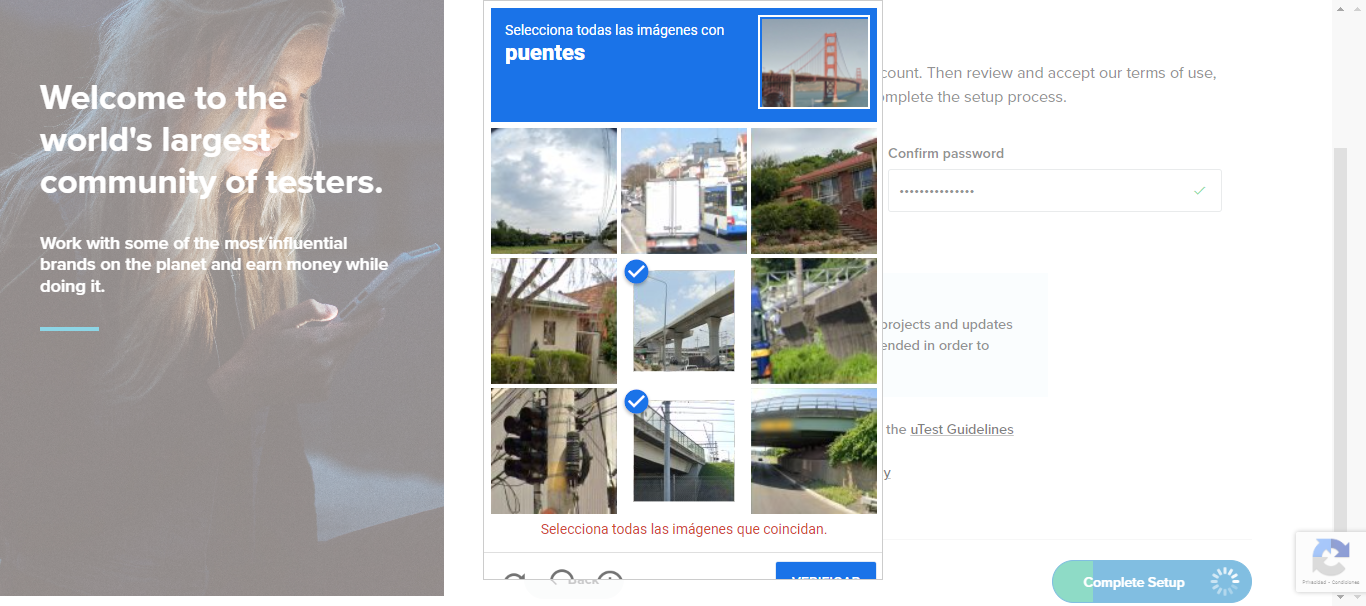 Welcome to the
world's largest
community of testers.
Work with some of the most influential
brands on the planet and earn money while
doing it.
Selecciona todas las imágenes con
puentes
Selecciona todas las imágenes que coincidan.
Back
VERIFICAR
count. Then review and accept our terms of use,
omplete the setup process.
Confirm password
projects and updates
ended in order to
the uTest Guidelines
y
Complete Setup
Privacidad - Condiciones